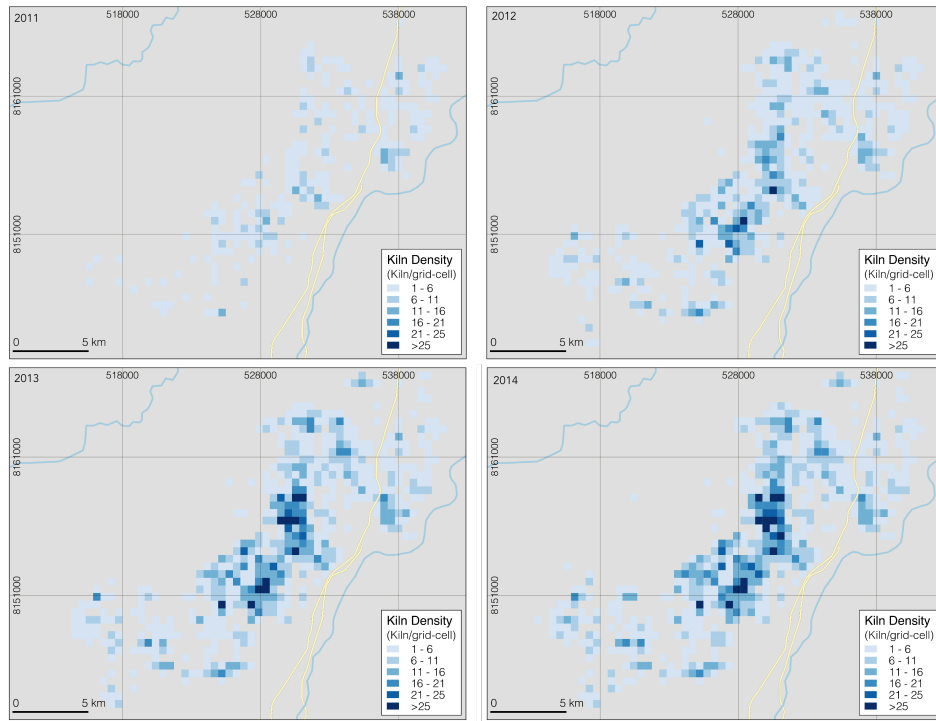 2011
518000
528000
538000
8161000
8151000
Kiln Density
(Kiln/grid-cell)
1 - 6
6 - 11
11 - 16
16 - 21
21 - 25
>25
0 5 km
2012
518000
528000
538000
8161000
8151000
Kiln Density
(Kiln/grid-cell)
1 - 6
6 - 11
11 - 16
16 - 21
21 - 25
>25
0 5 km
2013
518000
528000
538000
8161000
8151000
Kiln Density
(Kiln/grid-cell)
1 - 6
6 - 11
11 - 16
16 - 21
21 - 25
>25
0 5 km
2014
518000
528000
538000
8161000
8151000
Kiln Density
(Kiln/grid-cell)
1 - 6
6 - 11
11 - 16
16 - 21
21 - 25
>25
0 5 km